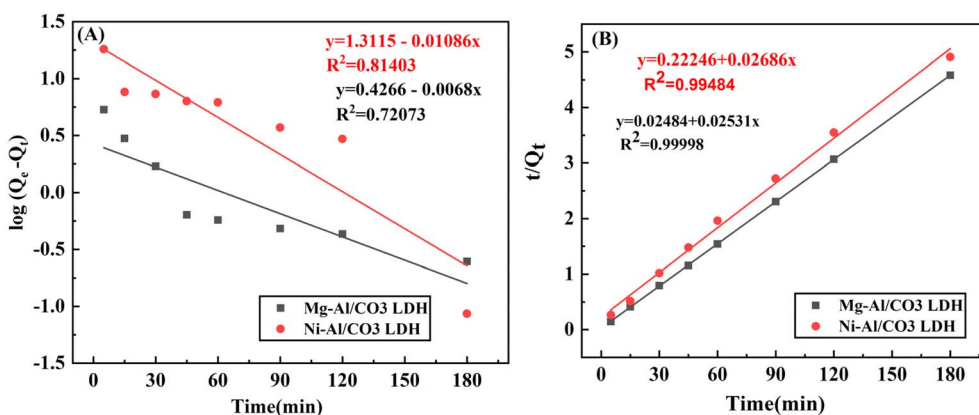 (A)
y=1.3115 - 0.01086x
R²=0.81403
y=0.4266 - 0.0068x
R²=0.72073
log (Qₑ-Qₜ)
1.5
1.0
0.5
0.0
-0.5
-1.0
-1.5
Mg-Al/CO3 LDH
Ni-Al/CO3 LDH
0 30 60 90 120 150 180
Time(min)
(B)
y=0.22246+0.02686x
R²=0.99484
y=0.02484+0.02531x
R²=0.99998
t/Qₜ
5
4
3
2
1
0
Mg-Al/CO3 LDH
Ni-Al/CO3 LDH
0 30 60 90 120 150 180
Time(min)